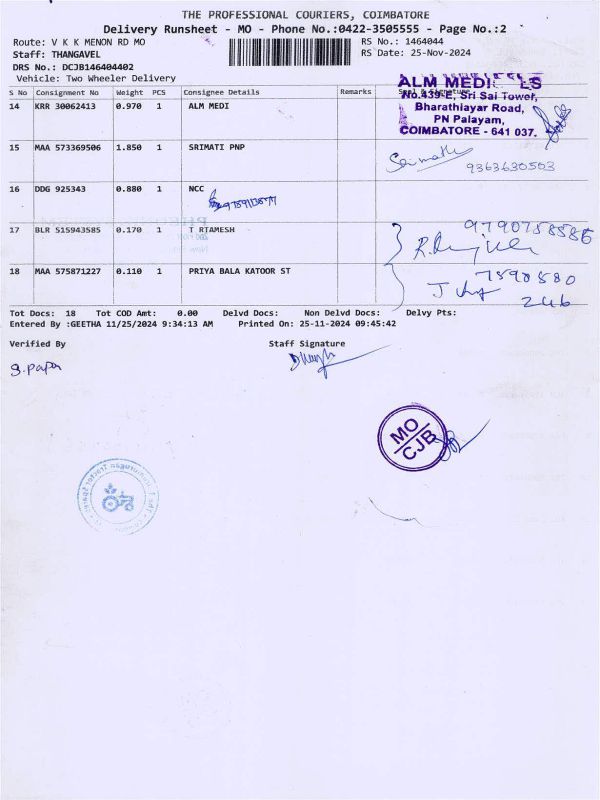 THE PROFESSIONAL COURIERS, COIMBATORE
Delivery Runsheet - MO - Phone No.:0422-3505555 - Page No.:2
Route: V K K MENON RD MO RS No.: 1464044
Staff: THANGAVEL RS Date: 25-Nov-2024
DRS No.: DCJB146404402
Vehicle: Two Wheeler Delivery
S No Consignment No Weight PCS Consignee Details Remarks
ALM MEDICALS
No.439-E, Sri Sai Tower,
Bharathiayar Road,
PN Palayam,
COIMBATORE - 641 037.
14 KRR 30062413 0.970 1 ALM MEDI
15 MAA 573369506 1.850 1 SRIMATI PNP
9363630503
16 DDG 925343 0.880 1 NCC
17 BLR 515943585 0.170 1 T RTAMESH
9790758586
18 MAA 575871227 0.110 1 PRIYA BALA KATOOR ST
7598580
246
Tot Docs: 18 Tot COD Amt: 0.00 Delvd Docs: Non Delvd Docs: Delvy Pts:
Entered By :GEETHA 11/25/2024 9:34:13 AM Printed On: 25-11-2024 09:45:42
Verified By Staff Signature
MO
CJB